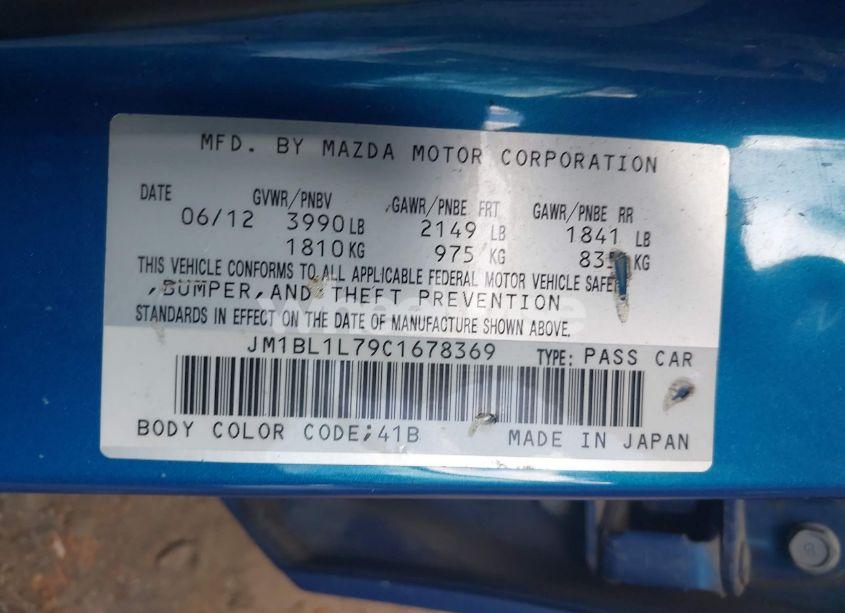 MFD. BY MAZDA MOTOR CORPORATION
DATE GVWR/PNBV GAWR/PNBE FRT GAWR/PNBE RR
06/12 3990 LB 2149 LB 1841 LB
1810 KG 975 KG KG
THIS VEHICLE CONFORMS TO ALL APPLICABLE FEDERAL MOTOR VEHICLE
,BUMPER,AND THEFT PREVENTION
STANDARDS IN EFFECT ON THE DATE OF MANUFACTURE SHOWN ABOVE.
JM1BL1L79C1678369 TYPE: PASS CAR
BODY COLOR CODE;41B MADE IN JAPAN